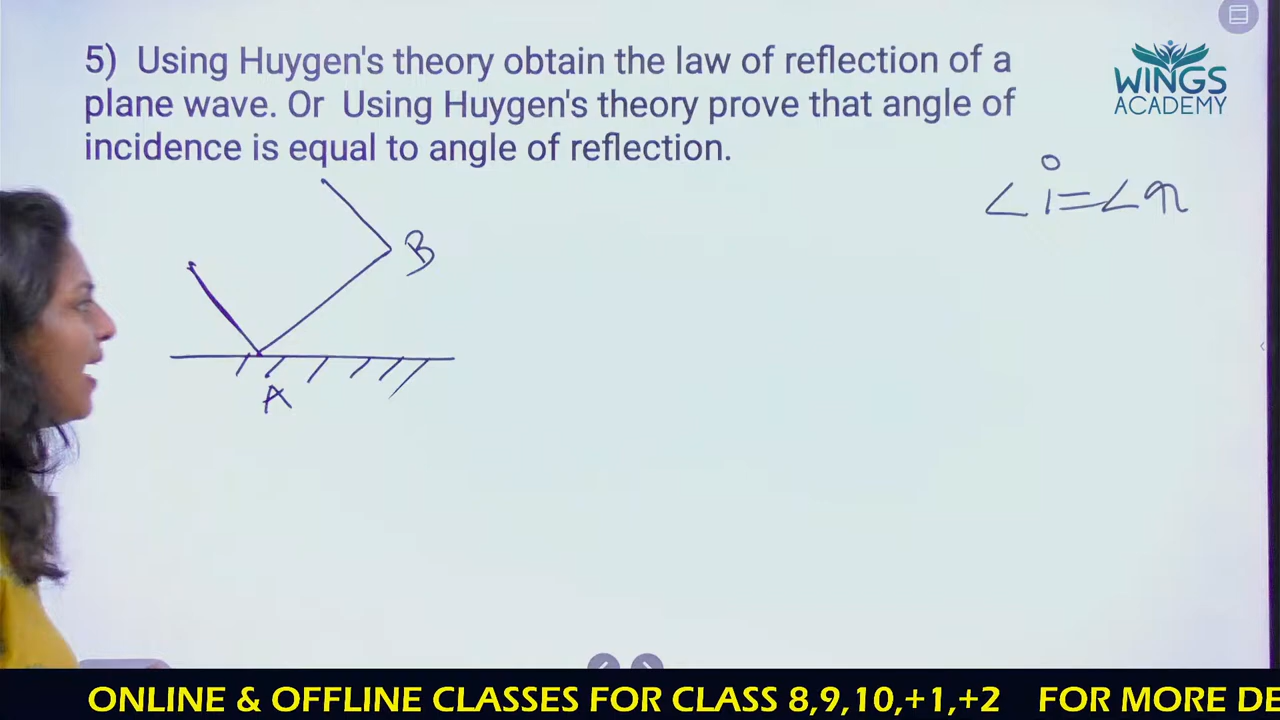 5) Using Huygen's theory obtain the law of reflection of a
plane wave. Or Using Huygen's theory prove that angle of
incidence is equal to angle of reflection.
WINGS
ACADEMY
∠i=∠r
B
A
ONLINE & OFFLINE CLASSES FOR CLASS 8,9,10,+1,+2 FOR MORE DE